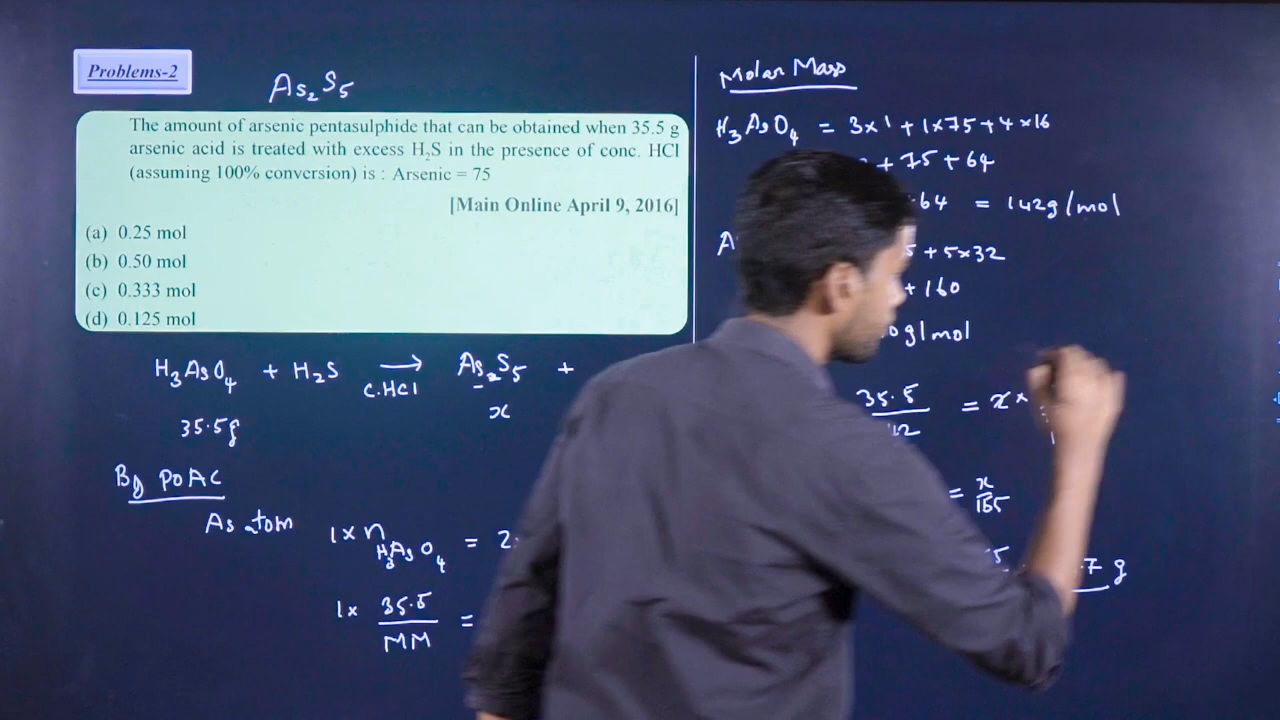 Problems-2
As₂S₅
The amount of arsenic pentasulphide that can be obtained when 35.5 g
arsenic acid is treated with excess H₂S in the presence of conc. HCl
(assuming 100% conversion) is : Arsenic = 75
[Main Online April 9, 2016]
(a) 0.25 mol
(b) 0.50 mol
(c) 0.333 mol
(d) 0.125 mol
H₃AsO₄ + H₂S → As₂S₅ +
C.HCl
35.5g
x
By POAC
As atom
1 × n H₃AsO₄ = 2
1 × 35.5 / MM =
Molar Mass
H₃AsO₄ = 3×1 + 1×75 + 4×16
+ 75 + 64
64 = 142g/mol
A + 5×32
+ 160
0g/mol
35.5 = x ×
= x/155
.7 g